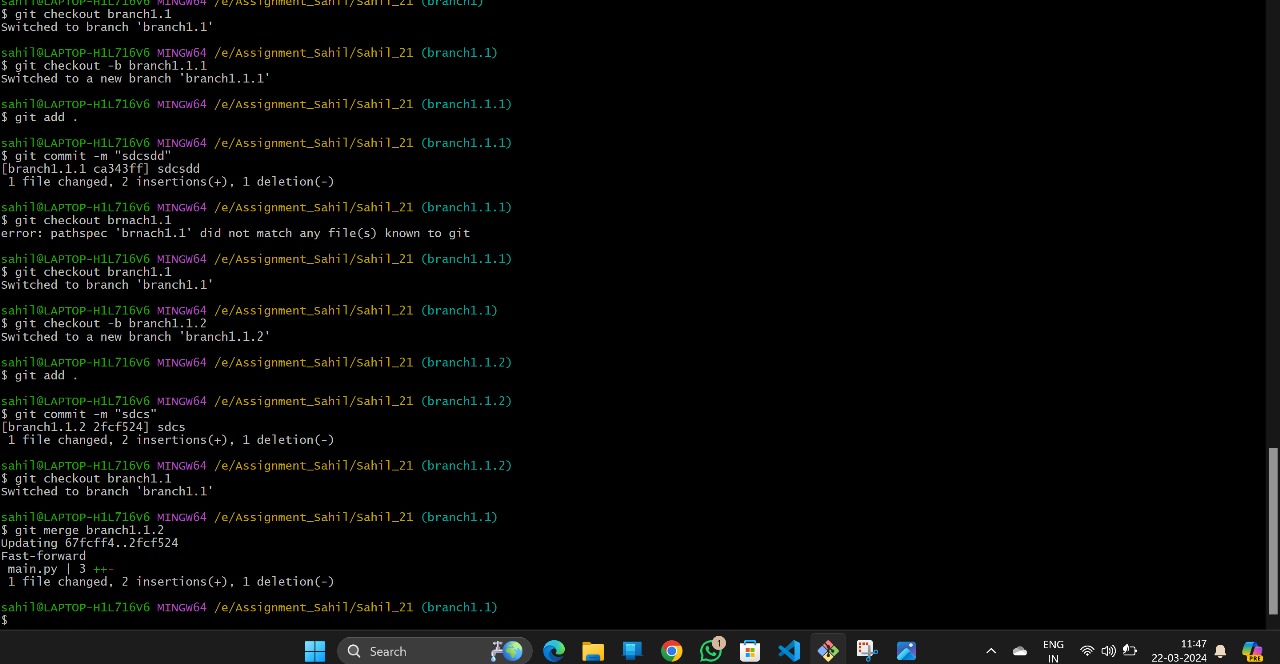 sahil@LAPTOP-H1L716V6 MINGW64 /e/Assignment_Sahil/Sahil_21 (branch1)
$ git checkout branch1.1
Switched to branch 'branch1.1'
sahil@LAPTOP-H1L716V6 MINGW64 /e/Assignment_Sahil/Sahil_21 (branch1.1)
$ git checkout -b branch1.1.1
Switched to a new branch 'branch1.1.1'
sahil@LAPTOP-H1L716V6 MINGW64 /e/Assignment_Sahil/Sahil_21 (branch1.1.1)
$ git add .
sahil@LAPTOP-H1L716V6 MINGW64 /e/Assignment_Sahil/Sahil_21 (branch1.1.1)
$ git commit -m "sdcsdd"
[branch1.1.1 ca343ff] sdcsdd
1 file changed, 2 insertions(+), 1 deletion(-)
sahil@LAPTOP-H1L716V6 MINGW64 /e/Assignment_Sahil/Sahil_21 (branch1.1.1)
$ git checkout brnach1.1
error: pathspec 'brnach1.1' did not match any file(s) known to git
sahil@LAPTOP-H1L716V6 MINGW64 /e/Assignment_Sahil/Sahil_21 (branch1.1.1)
$ git checkout branch1.1
Switched to branch 'branch1.1'
sahil@LAPTOP-H1L716V6 MINGW64 /e/Assignment_Sahil/Sahil_21 (branch1.1)
$ git checkout -b branch1.1.2
Switched to a new branch 'branch1.1.2'
sahil@LAPTOP-H1L716V6 MINGW64 /e/Assignment_Sahil/Sahil_21 (branch1.1.2)
$ git add .
sahil@LAPTOP-H1L716V6 MINGW64 /e/Assignment_Sahil/Sahil_21 (branch1.1.2)
$ git commit -m "sdcs"
[branch1.1.2 2fcf524] sdcs
1 file changed, 2 insertions(+), 1 deletion(-)
sahil@LAPTOP-H1L716V6 MINGW64 /e/Assignment_Sahil/Sahil_21 (branch1.1.2)
$ git checkout branch1.1
Switched to branch 'branch1.1'
sahil@LAPTOP-H1L716V6 MINGW64 /e/Assignment_Sahil/Sahil_21 (branch1.1)
$ git merge branch1.1.2
Updating 67fcff4..2fcf524
Fast-forward
main.py | 3 ++-
1 file changed, 2 insertions(+), 1 deletion(-)
sahil@LAPTOP-H1L716V6 MINGW64 /e/Assignment_Sahil/Sahil_21 (branch1.1)
$
Search
1
ENG
IN
11:47
22-03-2024
PRE